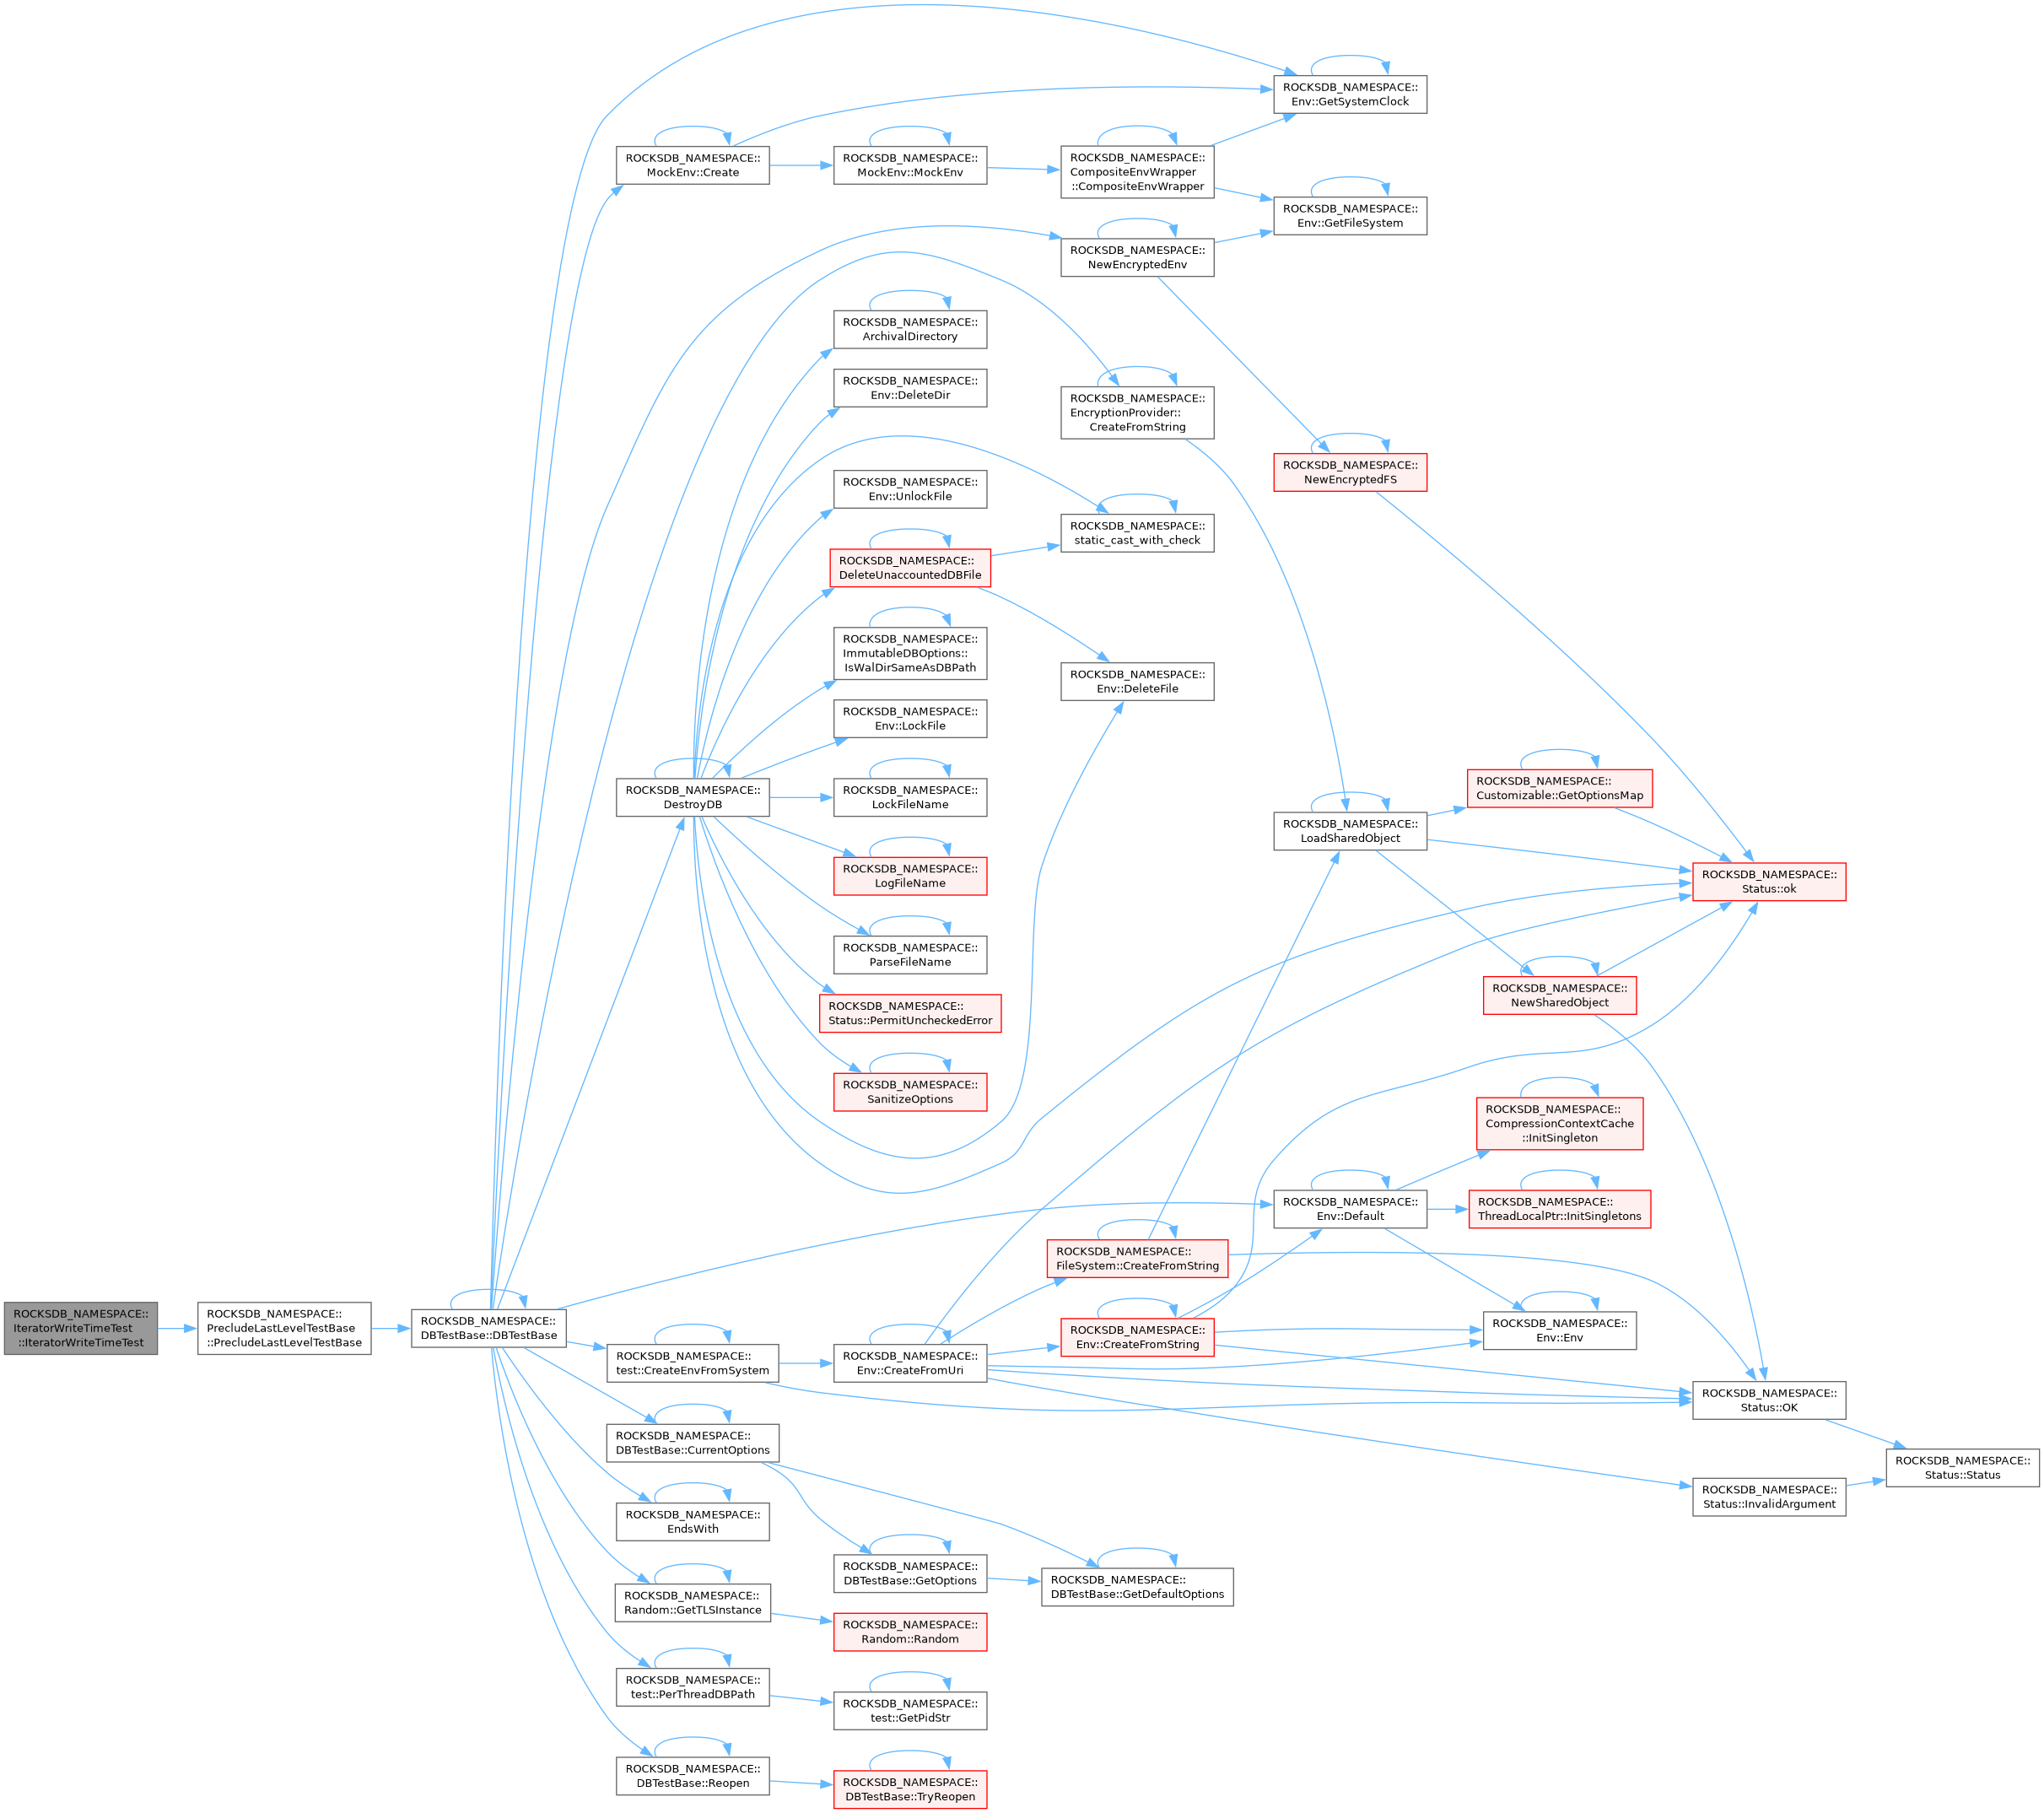 ROCKSDB_NAMESPACE::
IteratorWriteTimeTest
::IteratorWriteTimeTest
ROCKSDB_NAMESPACE::
PrecludeLastLevelTestBase
::PrecludeLastLevelTestBase
ROCKSDB_NAMESPACE::
DBTestBase::DBTestBase
ROCKSDB_NAMESPACE::
MockEnv::Create
ROCKSDB_NAMESPACE::
DestroyDB
ROCKSDB_NAMESPACE::
test::CreateEnvFromSystem
ROCKSDB_NAMESPACE::
DBTestBase::CurrentOptions
ROCKSDB_NAMESPACE::
EndsWith
ROCKSDB_NAMESPACE::
Random::GetTLSInstance
ROCKSDB_NAMESPACE::
test::PerThreadDBPath
ROCKSDB_NAMESPACE::
DBTestBase::Reopen
ROCKSDB_NAMESPACE::
MockEnv::MockEnv
ROCKSDB_NAMESPACE::
ArchivalDirectory
ROCKSDB_NAMESPACE::
Env::DeleteDir
ROCKSDB_NAMESPACE::
Env::UnlockFile
ROCKSDB_NAMESPACE::
DeleteUnaccountedDBFile
ROCKSDB_NAMESPACE::
ImmutableDBOptions::
IsWalDirSameAsDBPath
ROCKSDB_NAMESPACE::
Env::LockFile
ROCKSDB_NAMESPACE::
LockFileName
ROCKSDB_NAMESPACE::
LogFileName
ROCKSDB_NAMESPACE::
ParseFileName
ROCKSDB_NAMESPACE::
Status::PermitUncheckedError
ROCKSDB_NAMESPACE::
SanitizeOptions
ROCKSDB_NAMESPACE::
Env::CreateFromUri
ROCKSDB_NAMESPACE::
DBTestBase::GetOptions
ROCKSDB_NAMESPACE::
Random::Random
ROCKSDB_NAMESPACE::
test::GetPidStr
ROCKSDB_NAMESPACE::
DBTestBase::TryReopen
ROCKSDB_NAMESPACE::
CompositeEnvWrapper
::CompositeEnvWrapper
ROCKSDB_NAMESPACE::
NewEncryptedEnv
ROCKSDB_NAMESPACE::
EncryptionProvider::
CreateFromString
ROCKSDB_NAMESPACE::
static_cast_with_check
ROCKSDB_NAMESPACE::
Env::DeleteFile
ROCKSDB_NAMESPACE::
FileSystem::CreateFromString
ROCKSDB_NAMESPACE::
Env::CreateFromString
ROCKSDB_NAMESPACE::
DBTestBase::GetDefaultOptions
ROCKSDB_NAMESPACE::
Env::GetSystemClock
ROCKSDB_NAMESPACE::
Env::GetFileSystem
ROCKSDB_NAMESPACE::
NewEncryptedFS
ROCKSDB_NAMESPACE::
LoadSharedObject
ROCKSDB_NAMESPACE::
Env::Default
ROCKSDB_NAMESPACE::
Customizable::GetOptionsMap
ROCKSDB_NAMESPACE::
NewSharedObject
ROCKSDB_NAMESPACE::
CompressionContextCache
::InitSingleton
ROCKSDB_NAMESPACE::
ThreadLocalPtr::InitSingletons
ROCKSDB_NAMESPACE::
Env::Env
ROCKSDB_NAMESPACE::
Status::ok
ROCKSDB_NAMESPACE::
Status::OK
ROCKSDB_NAMESPACE::
Status::InvalidArgument
ROCKSDB_NAMESPACE::
Status::Status